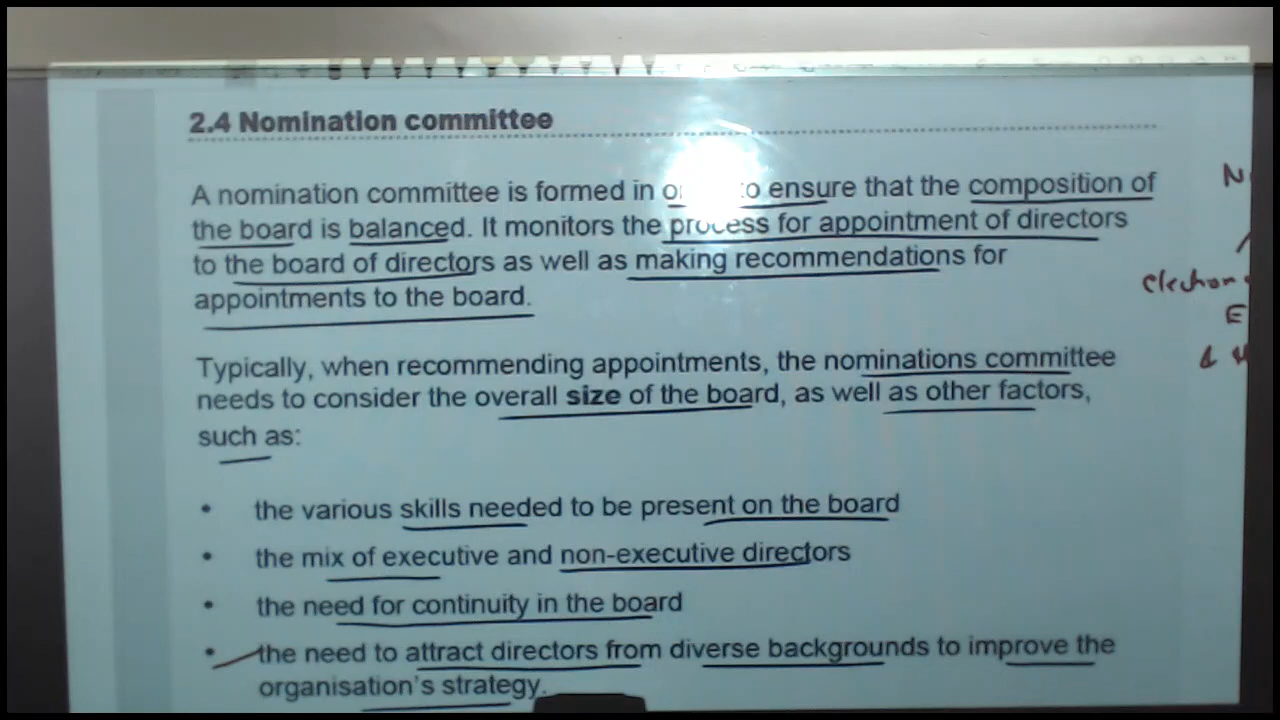 2.4 Nomination committee
A nomination committee is formed in to ensure that the composition of
the board is balanced. It monitors the process for appointment of directors
to the board of directors as well as making recommendations for
appointments to the board.
Typically, when recommending appointments, the nominations committee
needs to consider the overall size of the board, as well as other factors,
such as:
• the various skills needed to be present on the board
• the mix of executive and non-executive directors
• the need for continuity in the board
• the need to attract directors from diverse backgrounds to improve the
organisation's strategy.
N
election
E